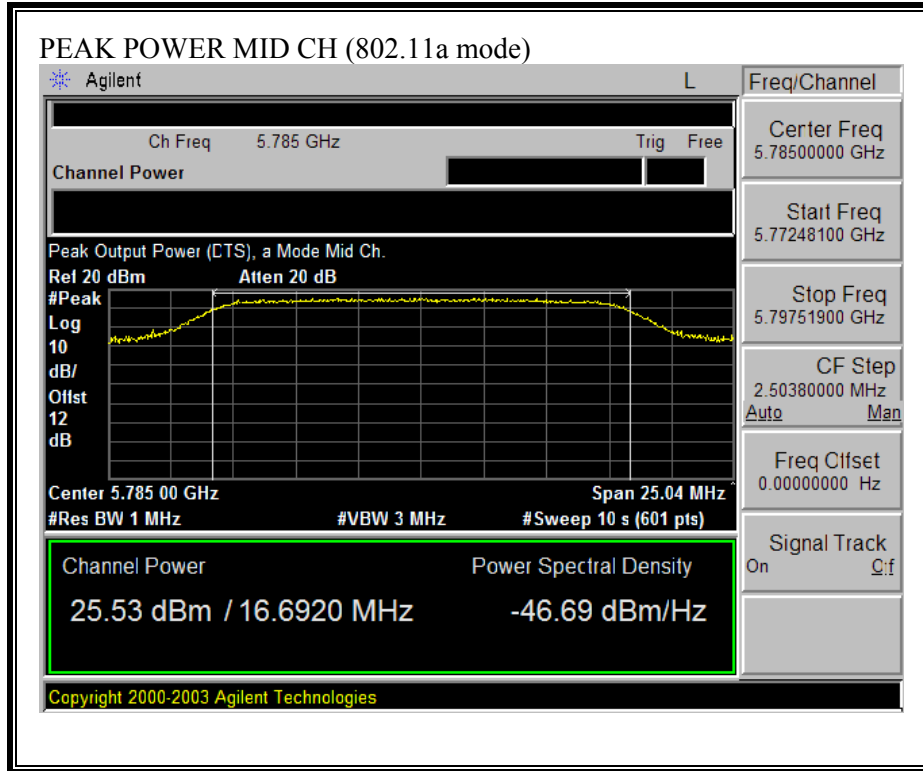 PEAK POWER MID CH (802.11a mode)
Agilent L
Freq/Channel
Ch Freq 5.785 GHz Trig Free
Channel Power
Peak Output Power (DTS), a Mode Mid Ch.
Ref 20 dBm Atten 20 dB
#Peak
Log
10
dB/
Offst
12
dB
Center 5.785 00 GHz Span 25.04 MHz
#Res BW 1 MHz #VBW 3 MHz #Sweep 10 s (601 pts)
Channel Power Power Spectral Density
25.53 dBm / 16.6920 MHz -46.69 dBm/Hz
Copyright 2000-2003 Agilent Technologies
Center Freq
5.78500000 GHz
Start Freq
5.77248100 GHz
Stop Freq
5.79751900 GHz
CF Step
2.50380000 MHz
Auto Man
Freq Offset
0.00000000 Hz
Signal Track
On Off